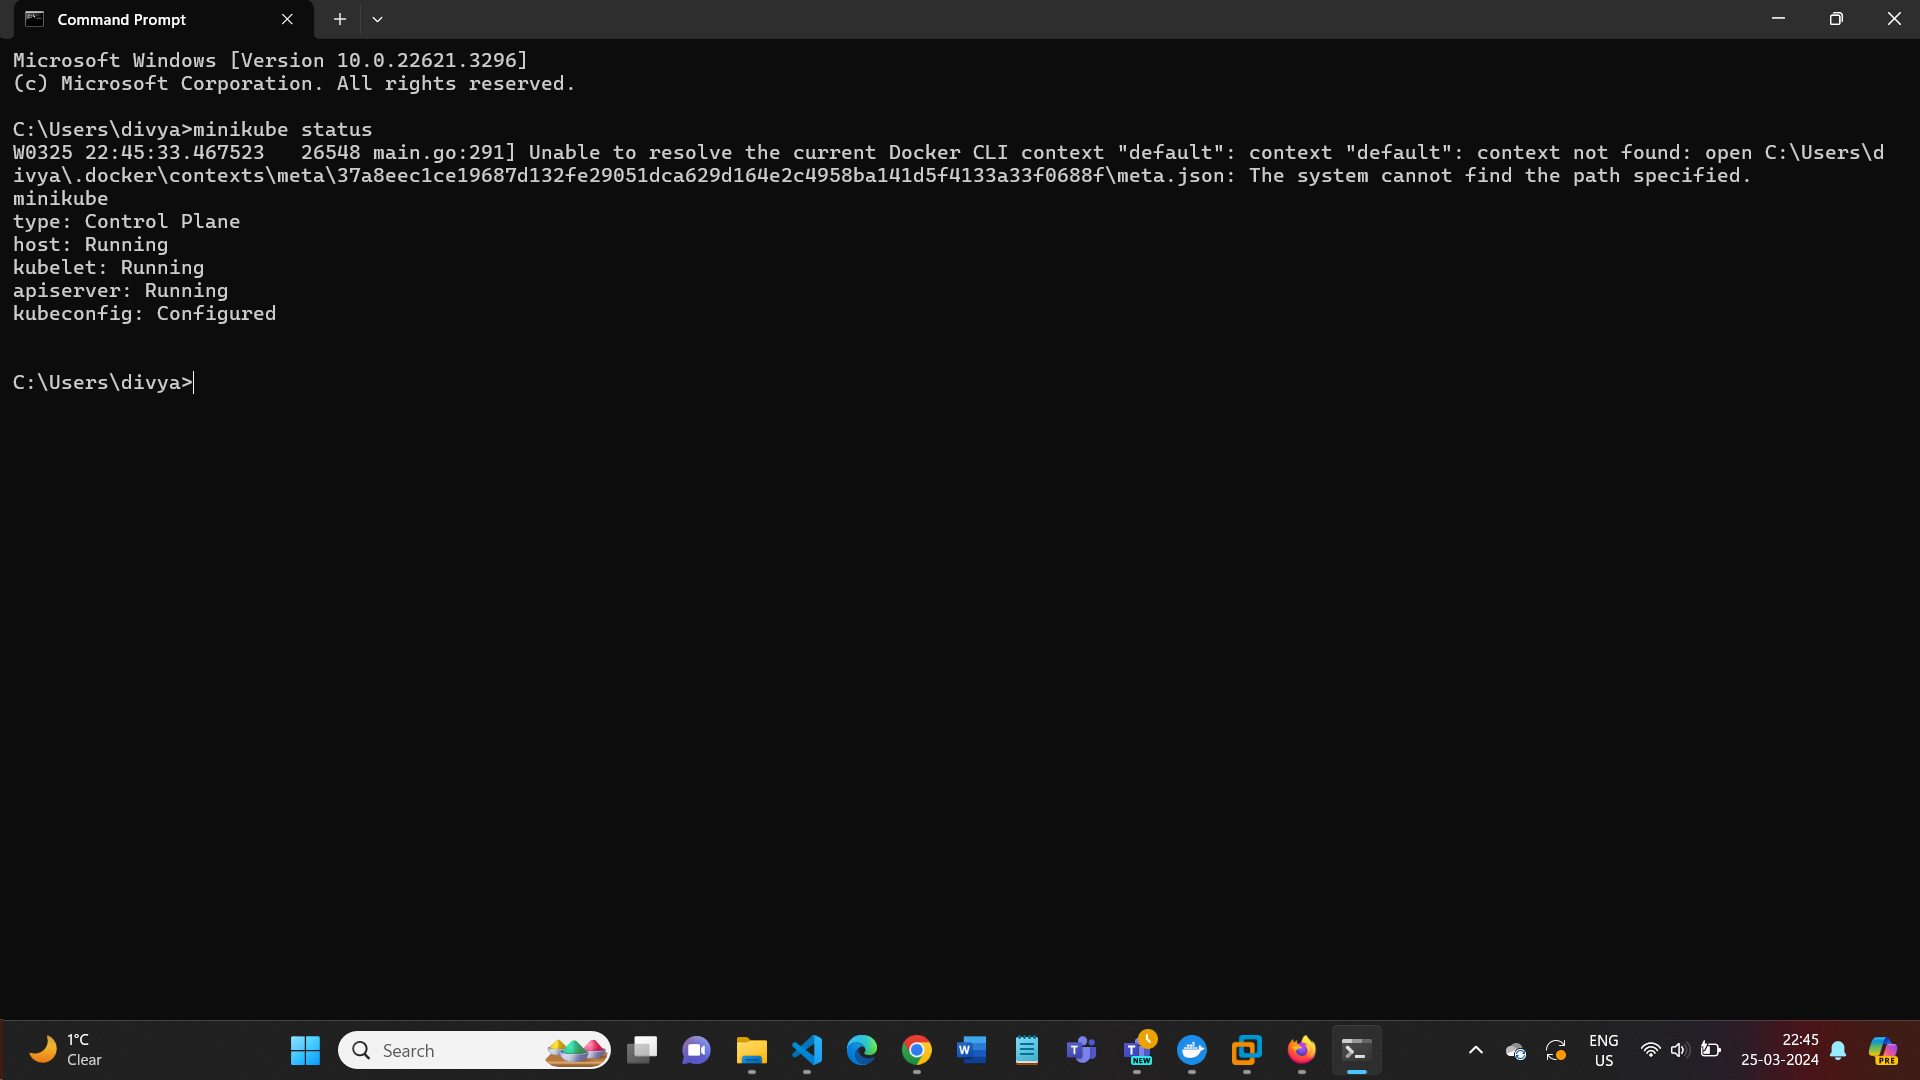 Command Prompt
Microsoft Windows [Version 10.0.22621.3296]
(c) Microsoft Corporation. All rights reserved.
C:\Users\divya>minikube status
W0325 22:45:33.467523   26548 main.go:291] Unable to resolve the current Docker CLI context "default": context "default": context not found: open C:\Users\d
ivya\.docker\contexts\meta\37a8eec1ce19687d132fe29051dca629d164e2c4958ba141d5f4133a33f0688f\meta.json: The system cannot find the path specified.
minikube
type: Control Plane
host: Running
kubelet: Running
apiserver: Running
kubeconfig: Configured
C:\Users\divya>
1°C
Clear
Search
W
T
T
NEW
ENG
US
22:45
25-03-2024
PRE